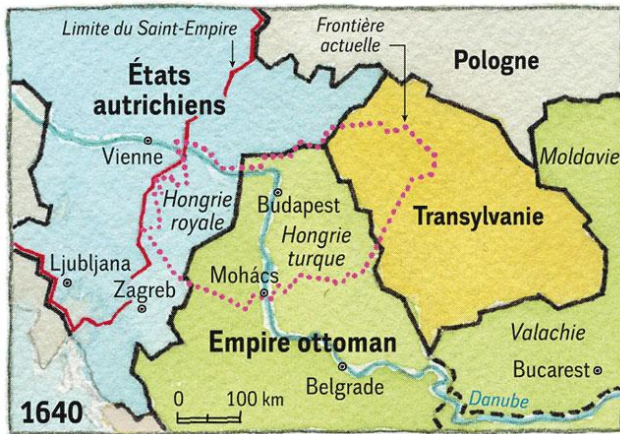 Limite du Saint-Empire
Frontière
actuelle
Pologne
États
autrichiens
Vienne
Moldavie
Hongrie
royale
Budapest
Transylvanie
Hongrie
turque
Ljubljana
Mohács
Zagreb
Empire ottoman
Valachie
Belgrade
Bucarest
Danube
1640
0 100 km